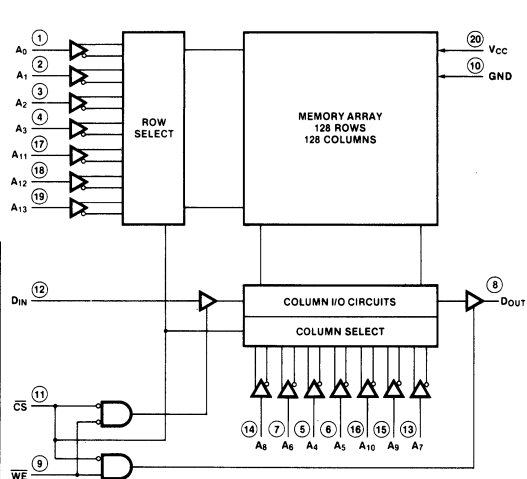 1
A0
2
A1
3
A2
4
A3
17
A11
18
A12
19
A13
ROW
SELECT
MEMORY ARRAY
128 ROWS
128 COLUMNS
20
VCC
10
GND
12
DIN
COLUMN I/O CIRCUITS
COLUMN SELECT
8
DOUT
11
CS
9
WE
14 7 5 6 16 15 13
A8 A6 A4 A5 A10 A9 A7